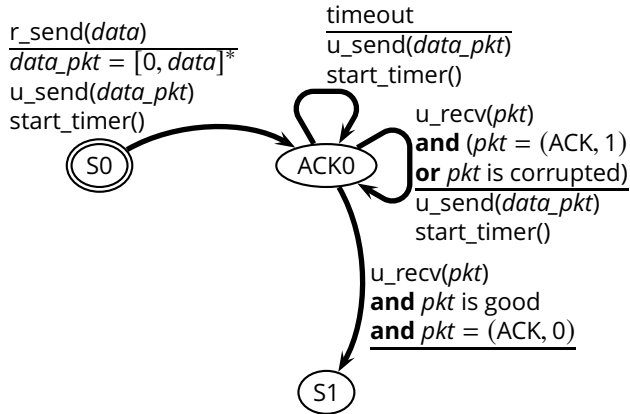 r_send(data)
data_pkt = [0, data]*
u_send(data_pkt)
start_timer()
timeout
u_send(data_pkt)
start_timer()
S0
ACK0
u_recv(pkt)
and (pkt = (ACK, 1)
or pkt is corrupted)
u_send(data_pkt)
start_timer()
u_recv(pkt)
and pkt is good
and pkt = (ACK, 0)
S1